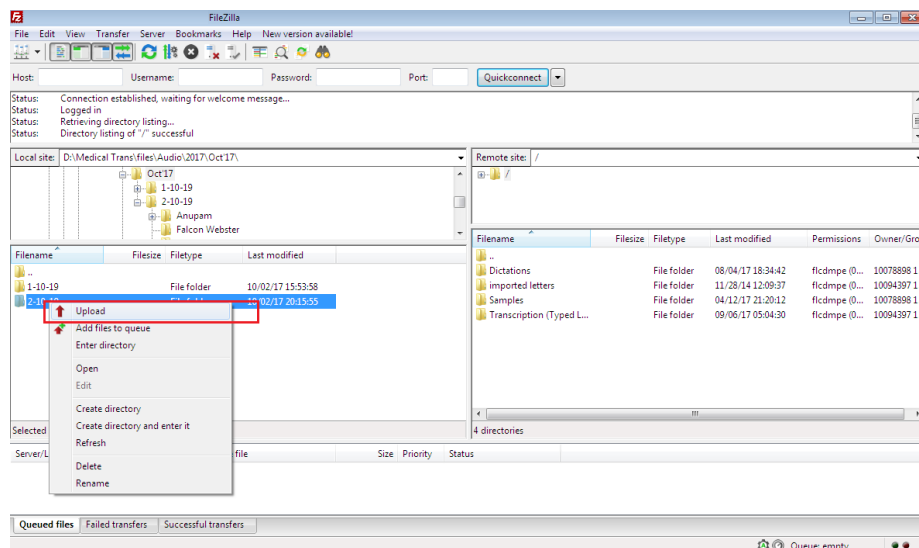 FileZilla
File Edit View Transfer Server Bookmarks Help New version available!
Host: Username: Password: Port: Quickconnect
Status: Connection established, waiting for welcome message...
Status: Logged in
Status: Retrieving directory listing...
Status: Directory listing of "/" successful
Local site: D:\Medical Trans\files\Audio\2017\Oct'17\
Oct'17
1-10-19
2-10-19
Anupam
Falcon Webster
Filename Filesize Filetype Last modified
..
1-10-19 File folder 10/02/17 15:53:58
2-10-19 File folder 10/02/17 20:15:55
Upload
Add files to queue
Enter directory
Open
Edit
Create directory
Create directory and enter it
Refresh
Delete
Rename
Selected
Remote site: /
/
Filename Filesize Filetype Last modified Permissions Owner/Gro
..
Dictations File folder 08/04/17 18:34:42 flcdmpe (0... 10078898 1
imported letters File folder 11/28/14 12:09:37 flcdmpe (0... 10094397 1
Samples File folder 04/12/17 21:20:12 flcdmpe (0... 10078898 1
Transcription (Typed L... File folder 09/06/17 05:04:30 flcdmpe (0... 10094397 1
4 directories
Server/L file Size Priority Status
Queued files Failed transfers Successful transfers
Queue: empty